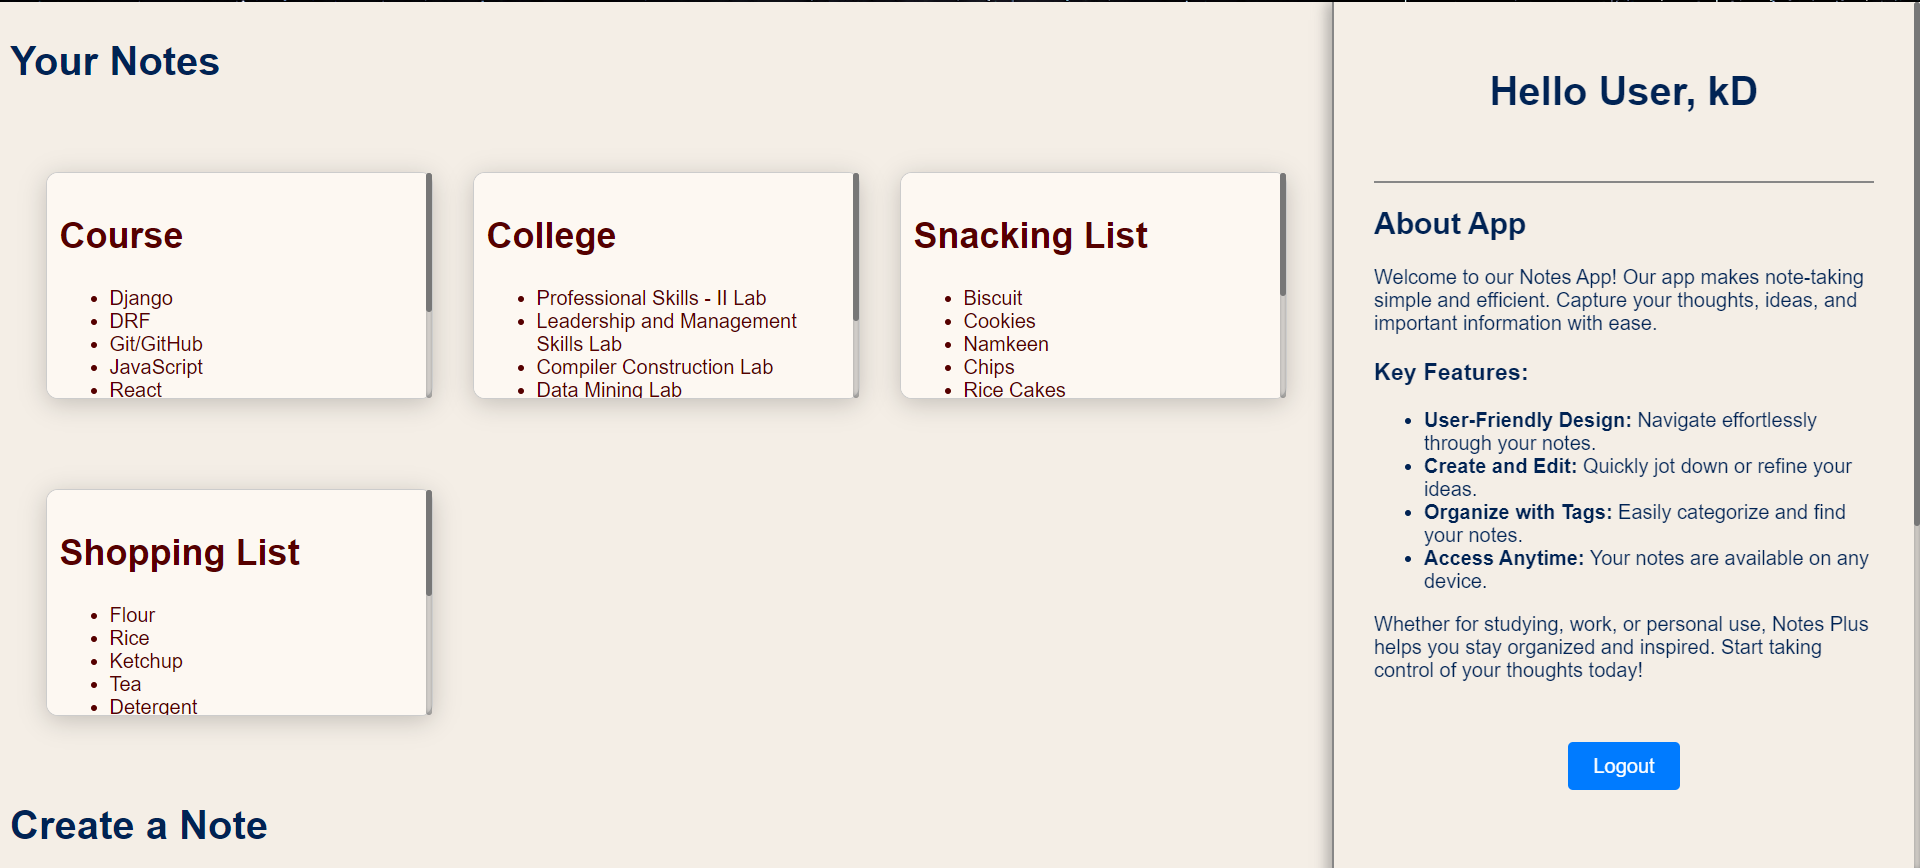 Your Notes
Course
Django
DRF
Git/GitHub
JavaScript
React
College
Professional Skills - II Lab
Leadership and Management
Skills Lab
Compiler Construction Lab
Data Mining Lab
Snacking List
Biscuit
Cookies
Namkeen
Chips
Rice Cakes
Shopping List
Flour
Rice
Ketchup
Tea
Detergent
Create a Note
Hello User, kD
About App
Welcome to our Notes App! Our app makes note-taking
simple and efficient. Capture your thoughts, ideas, and
important information with ease.
Key Features:
User-Friendly Design: Navigate effortlessly
through your notes.
Create and Edit: Quickly jot down or refine your
ideas.
Organize with Tags: Easily categorize and find
your notes.
Access Anytime: Your notes are available on any
device.
Whether for studying, work, or personal use, Notes Plus
helps you stay organized and inspired. Start taking
control of your thoughts today!
Logout